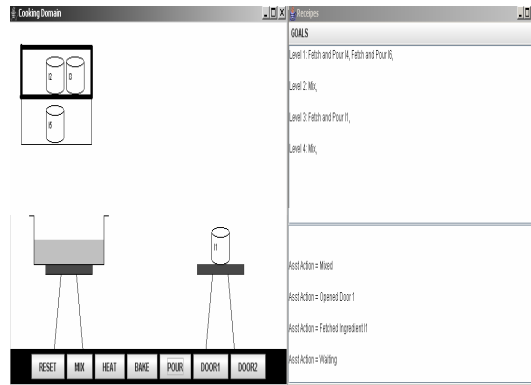 Cooking Domain
I2 I3
I5
I1
RESET MIX HEAT BAKE POUR DOOR1 DOOR2
Receipes
GOALS
Level 1: Fetch and Pour I4, Fetch and Pour I6,
Level 2: Mix,
Level 3: Fetch and Pour I1,
Level 4: Mix,
Asst Action = Mixed
Asst Action = Opened Door 1
Asst Action = Fetched Ingredient I1
Asst Action = Waiting